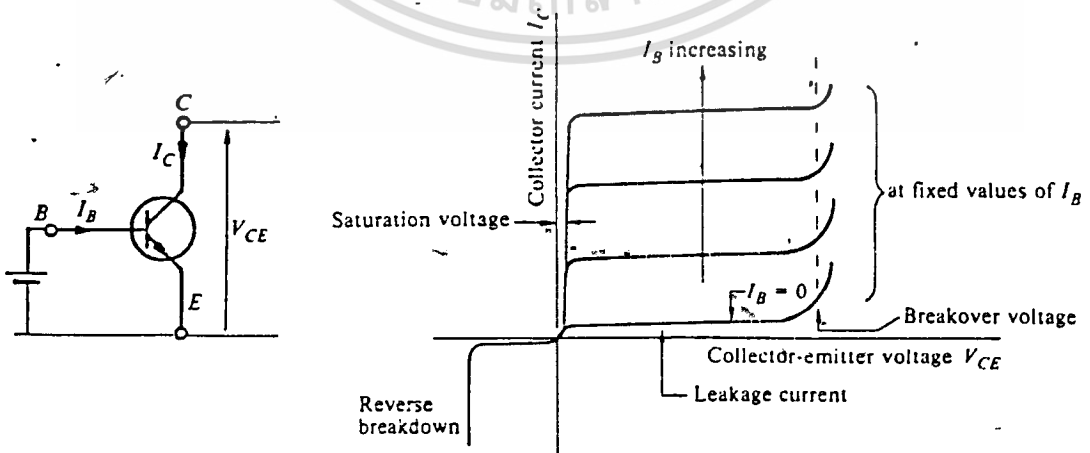 C
I_C
B
I_B
V_CE
E
Collector current I_C
I_B increasing
Saturation voltage
at fixed values of I_B
I_B = 0
Breakover voltage
Collector-emitter voltage V_CE
Leakage current
Reverse
breakdown